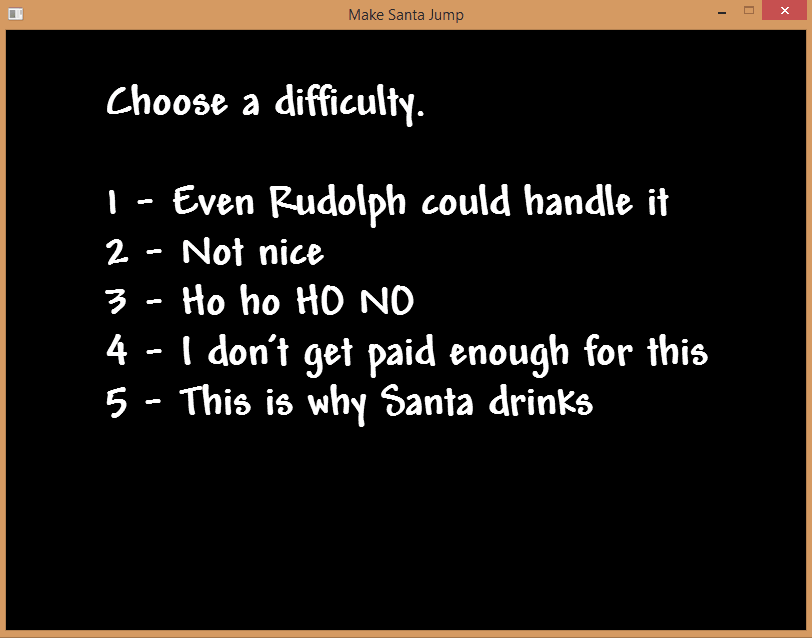 Make Santa Jump
Choose a difficulty.
1 - Even Rudolph could handle it
2 - Not nice
3 - Ho ho HO NO
4 - I don't get paid enough for this
5 - This is why Santa drinks